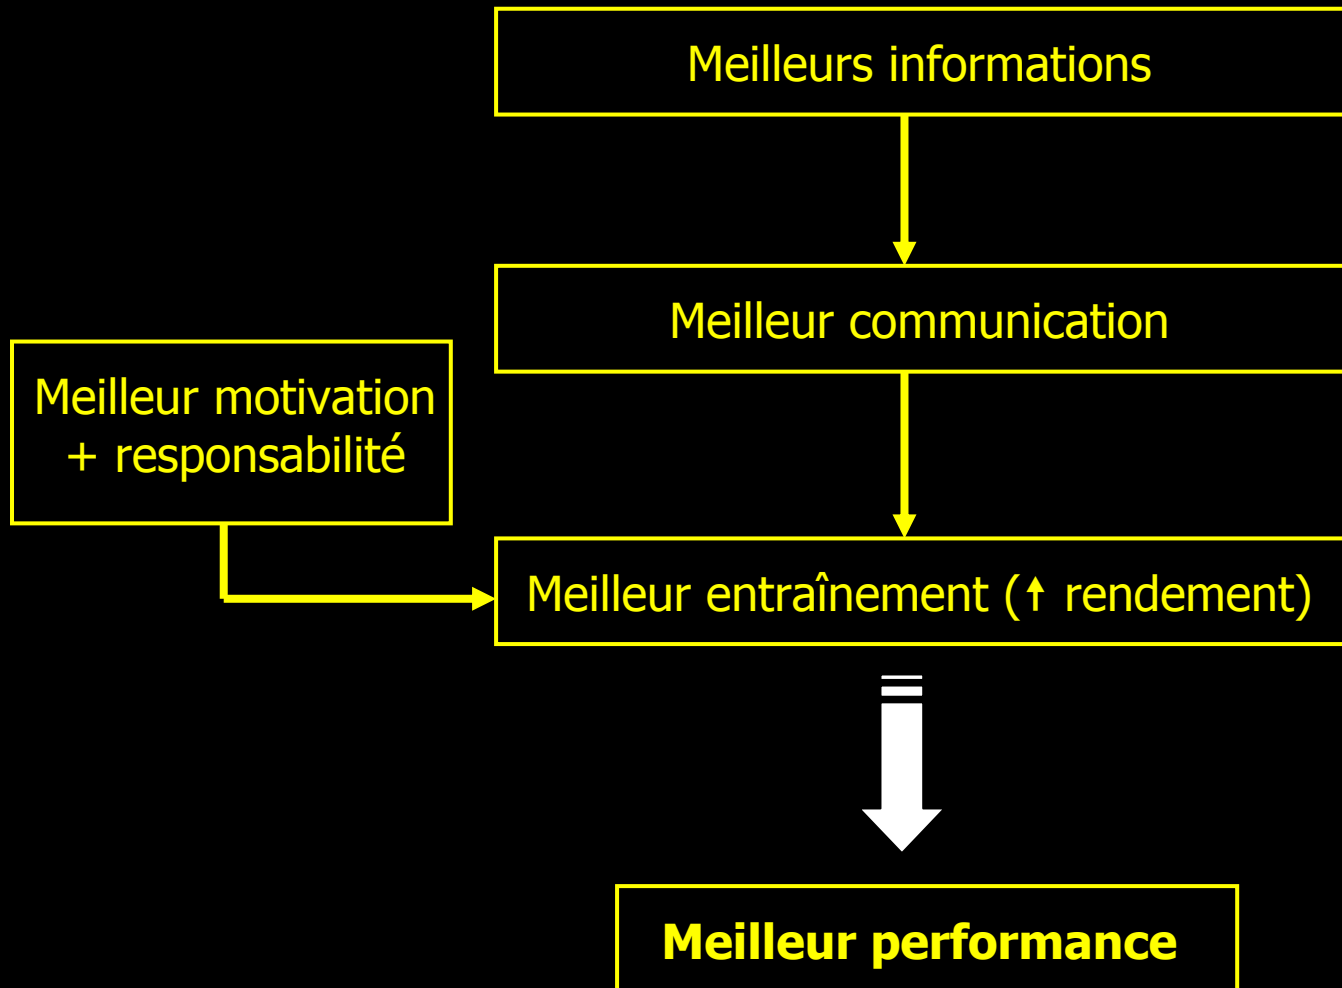 Meilleurs informations
Meilleur communication
Meilleur motivation
+ responsabilité
Meilleur entraînement (↑ rendement)
Meilleur performance